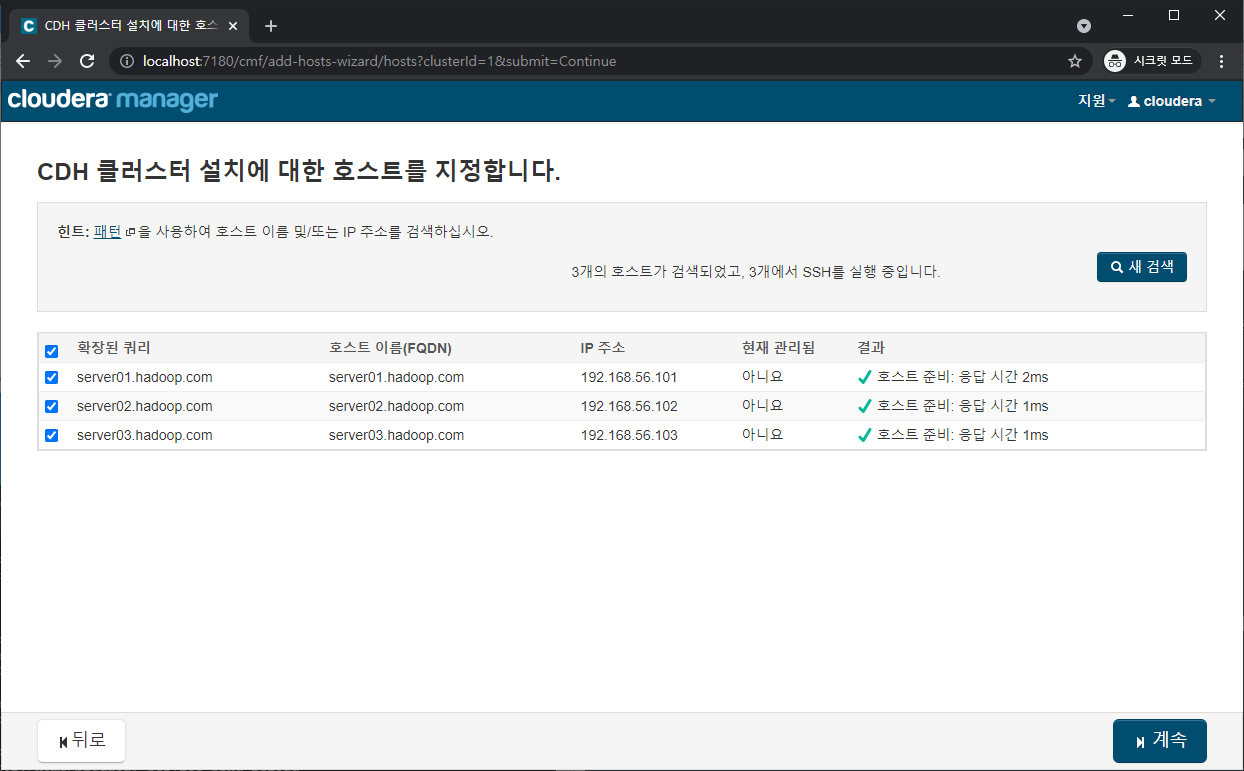 CDH 클러스터 설치에 대한 호스
localhost:7180/cmf/add-hosts-wizard/hosts?clusterId=1&submit=Continue
시크릿 모드
cloudera manager
지원
cloudera
CDH 클러스터 설치에 대한 호스트를 지정합니다.
힌트: 패턴 을 사용하여 호스트 이름 및/또는 IP 주소를 검색하십시오.
3개의 호스트가 검색되었고, 3개에서 SSH를 실행 중입니다.
새 검색
확장된 쿼리 호스트 이름(FQDN) IP 주소 현재 관리됨 결과
server01.hadoop.com server01.hadoop.com 192.168.56.101 아니요 호스트 준비: 응답 시간 2ms
server02.hadoop.com server02.hadoop.com 192.168.56.102 아니요 호스트 준비: 응답 시간 1ms
server03.hadoop.com server03.hadoop.com 192.168.56.103 아니요 호스트 준비: 응답 시간 1ms
뒤로
계속